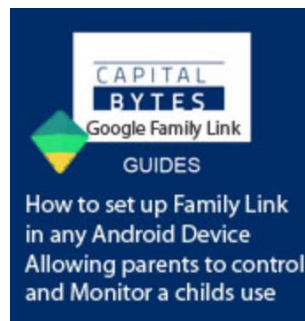 CAPITAL
BYTES
Google Family Link
GUIDES
How to set up Family Link
in any Android Device
Allowing parents to control
and Monitor a childs use